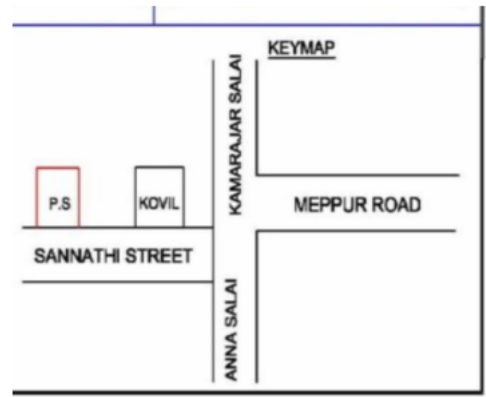 KEYMAP
KAMARAJAR SALAI
P.S
KOVIL
MEPPUR ROAD
SANNATHI STREET
ANNA SALAI